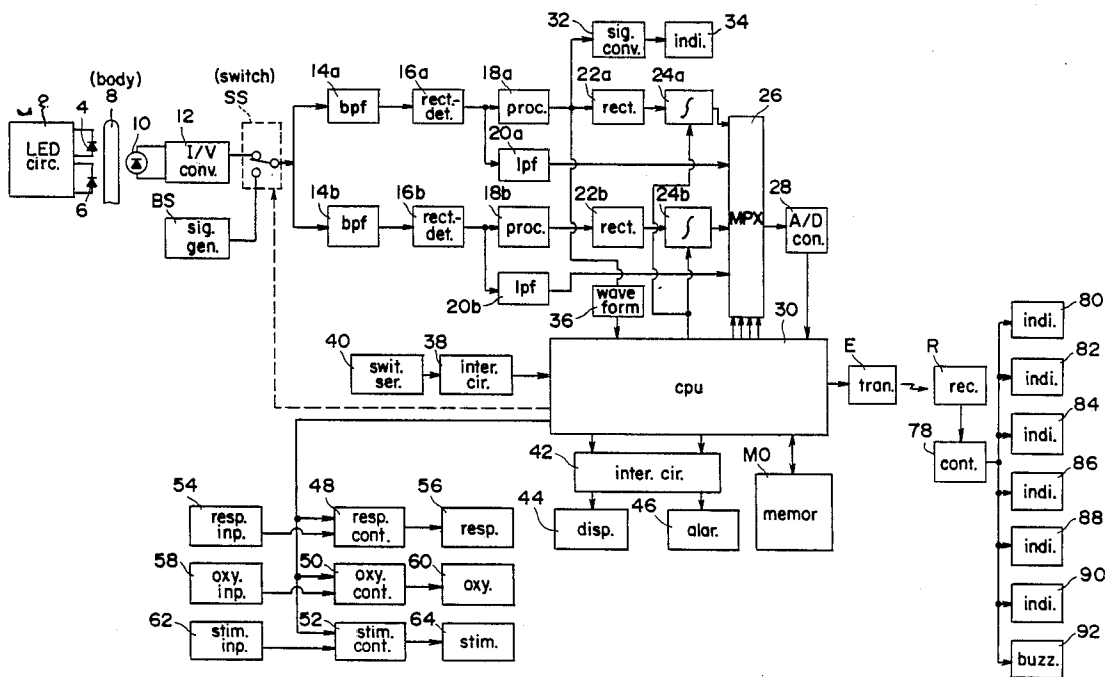 32
sig.
conv.
34
indi.
(body)
8
(switch)
SS
14a
bpf
16a
rect.-
det.
18a
proc.
22a
rect.
24a
∫
26
MPX
2
LED
circ.
4
6
10
12
I/V
conv.
20a
lpf
BS
sig.
gen.
14b
bpf
16b
rect.-
det.
18b
proc.
22b
rect.
24b
∫
28
A/D
con.
20b
lpf
36
wave
form
30
cpu
40
swit.
ser.
38
inter.
cir.
E
tran.
R
rec.
78
cont.
80
indi.
82
indi.
84
indi.
86
indi.
88
indi.
90
indi.
92
buzz.
42
inter. cir.
MO
memor
44
disp.
46
alar.
54
resp.
inp.
48
resp.
cont.
56
resp.
58
oxy.
inp.
50
oxy.
cont.
60
oxy.
62
stim.
inp.
52
stim.
cont.
64
stim.